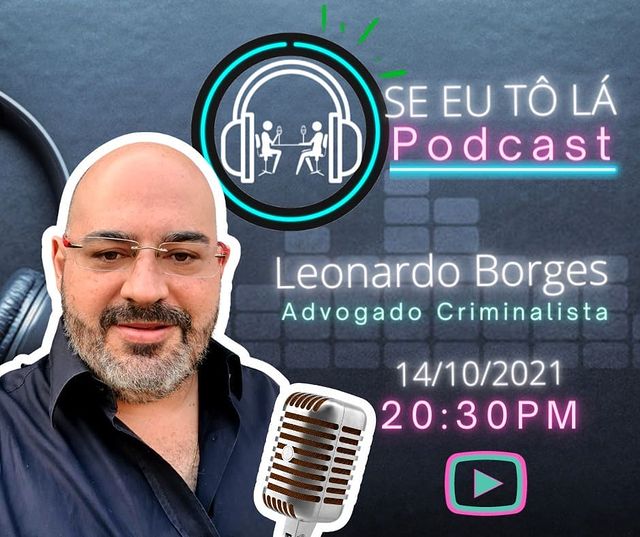 SE EU TÔ LÁ
Podcast
Leonardo Borges
Advogado Criminalista
14/10/2021
20:30PM